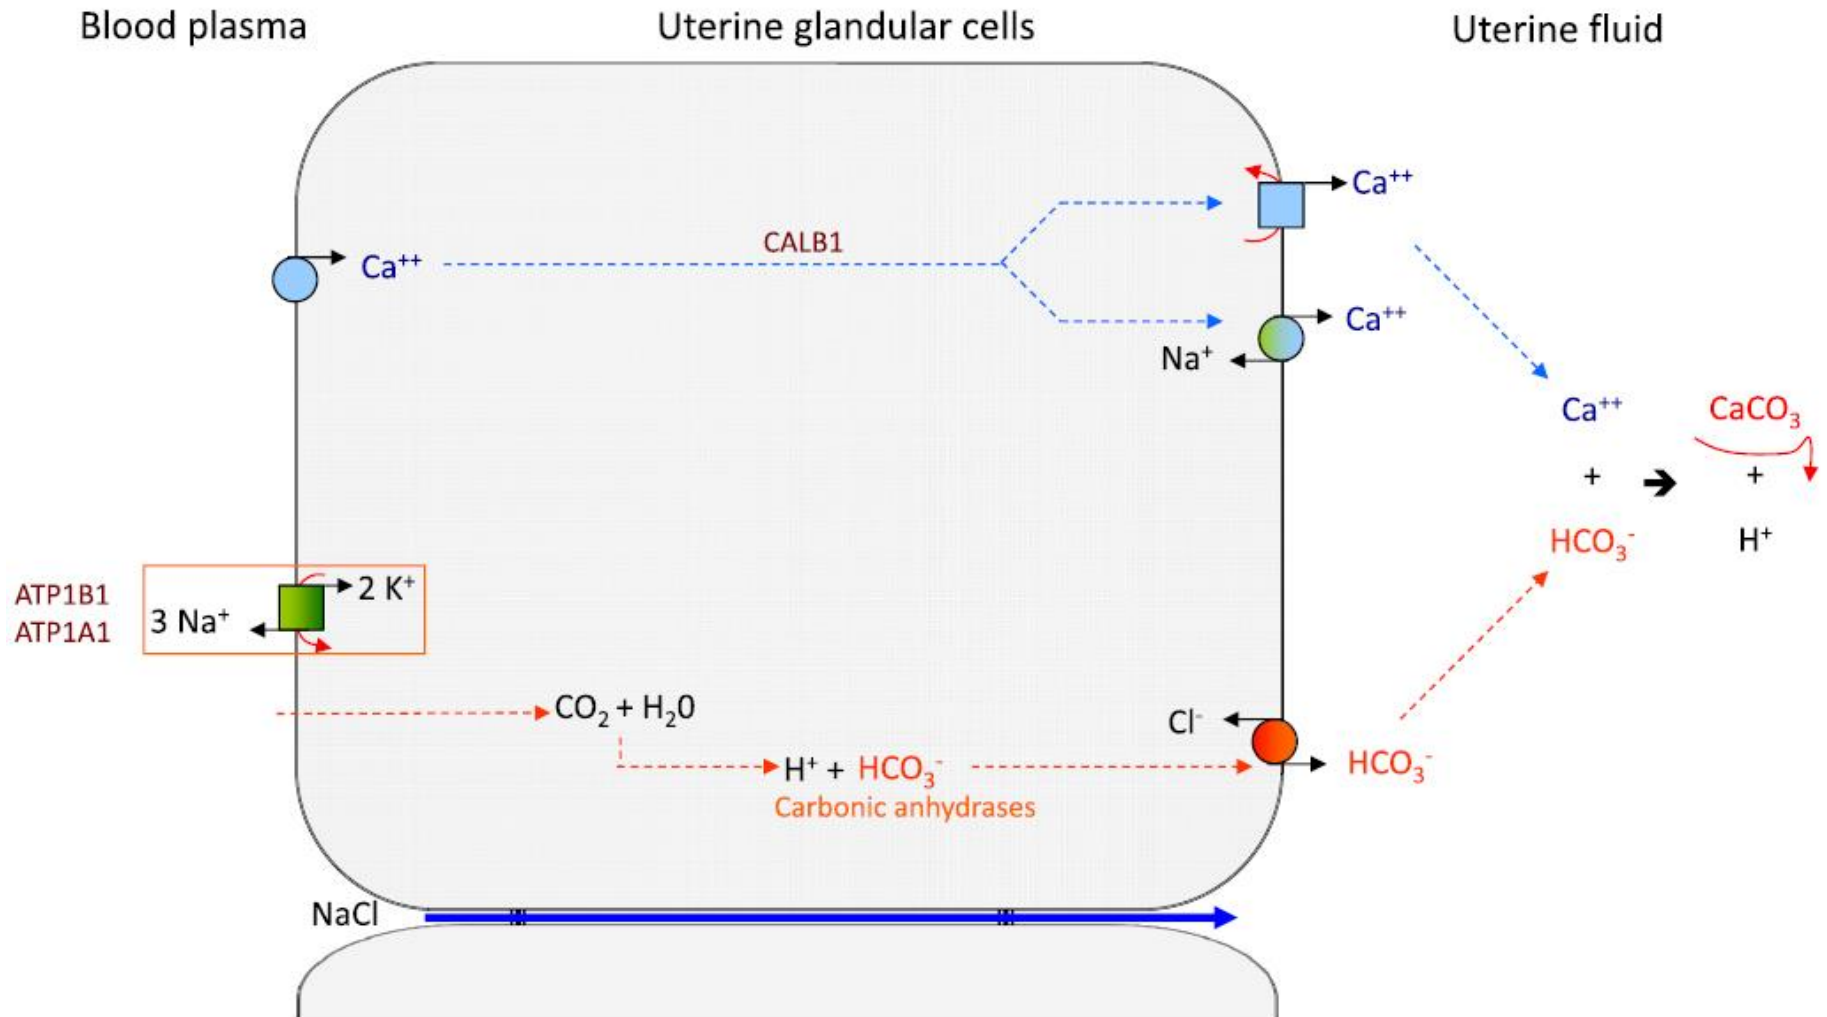 Blood plasma
Uterine glandular cells
Uterine fluid
Ca⁺⁺
Ca⁺⁺
CALB1
Ca⁺⁺
Na⁺
Ca⁺⁺
CaCO₃
+
+
HCO₃⁻
H⁺
ATP1B1
ATP1A1
3 Na⁺
2 K⁺
CO₂ + H₂0
Cl⁻
H⁺ + HCO₃⁻
HCO₃⁻
Carbonic anhydrases
NaCl